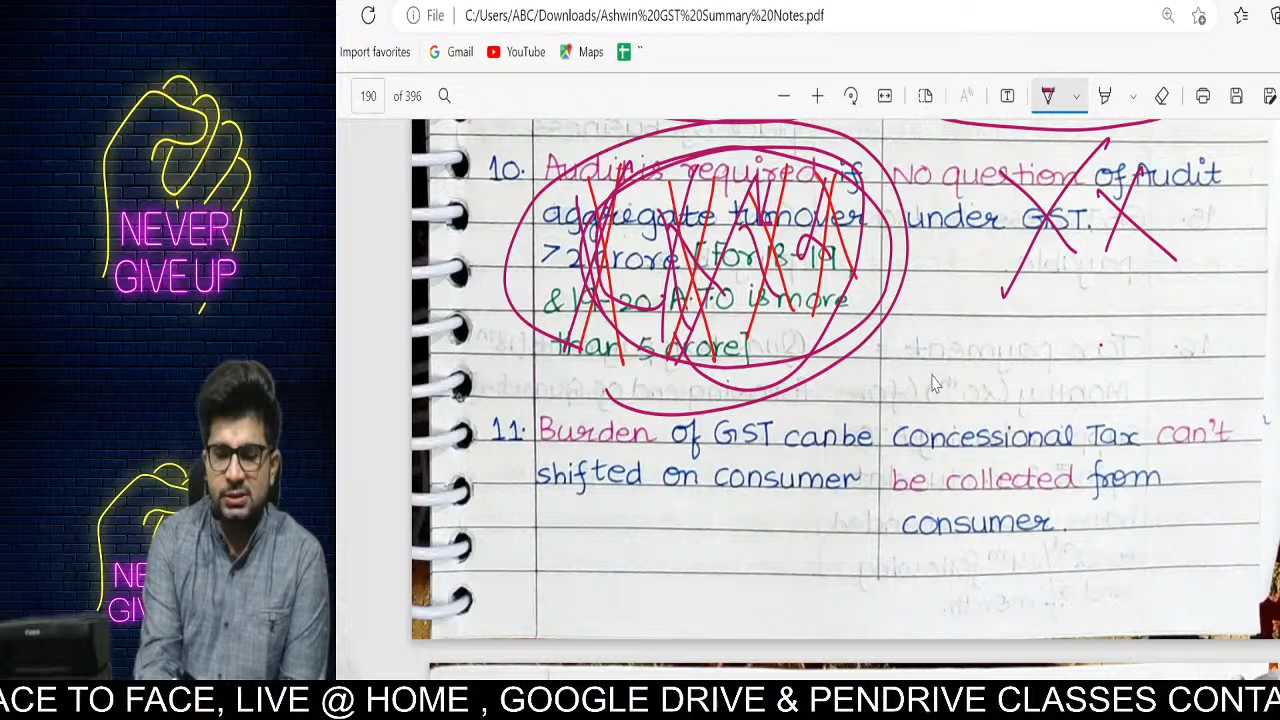 File
C:/Users/ABC/Downloads/Ashwin%20GST%20Summary%20Notes.pdf
Import favorites
Gmail
YouTube
Maps
190
of 396
10. Audit is required if
aggregate turnover
>2 crore [for 18-19
& 19-20, A.T.O is more
than 5 crore]
No question of Audit
under GST.
11. Burden of GST can be
shifted on consumer
concessional Tax can't
be collected from
consumer.
NEVER
GIVE UP
NE
GIV
ACE TO FACE, LIVE @ HOME , GOOGLE DRIVE & PENDRIVE CLASSES CONTA